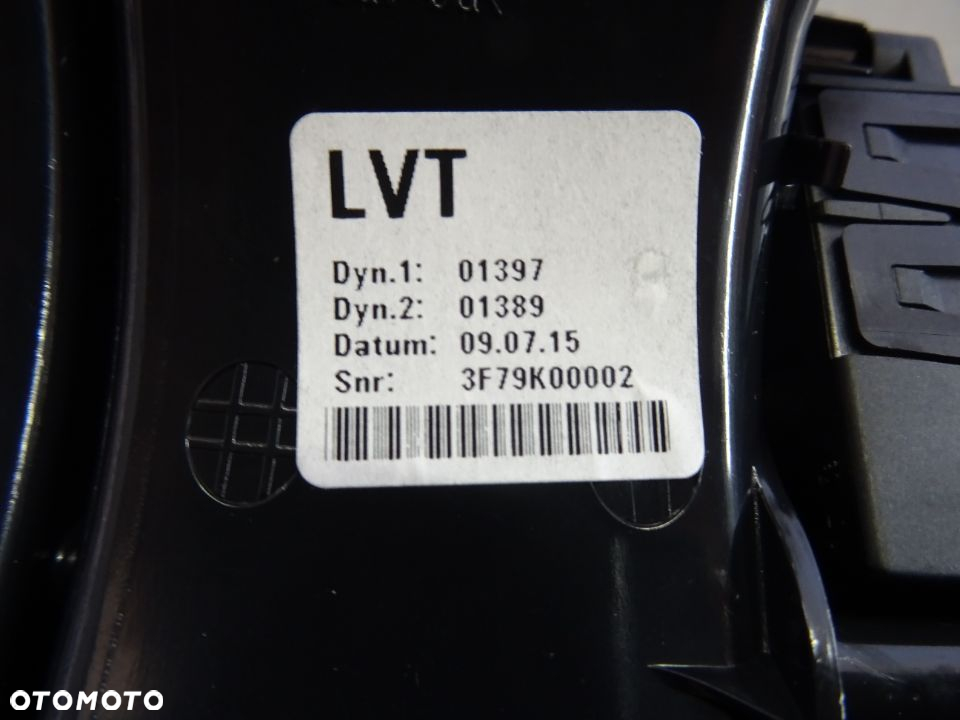 LVT
Dyn.1: 01397
Dyn.2: 01389
Datum: 09.07.15
Snr: 3F79K00002
OTOMOTO